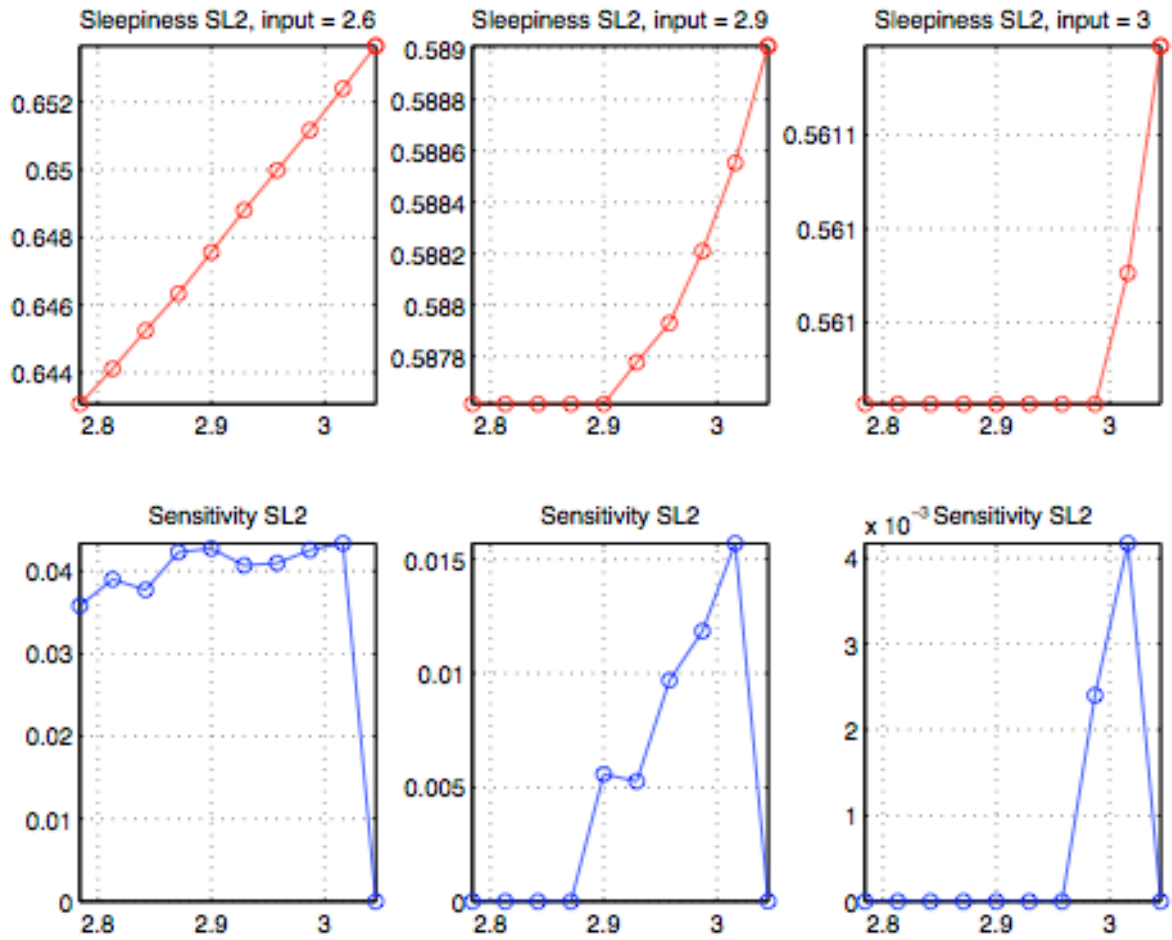 Sleepiness SL2, input = 2.6
0.652
0.65
0.648
0.646
0.644
2.8 2.9 3
Sleepiness SL2, input = 2.9
0.589
0.5888
0.5886
0.5884
0.5882
0.588
0.5878
2.8 2.9 3
Sleepiness SL2, input = 3
0.5611
0.561
0.561
2.8 2.9 3
Sensitivity SL2
0.04
0.03
0.02
0.01
0
2.8 2.9 3
Sensitivity SL2
0.015
0.01
0.005
0
2.8 2.9 3
x 10⁻³ Sensitivity SL2
4
3
2
1
0
2.8 2.9 3